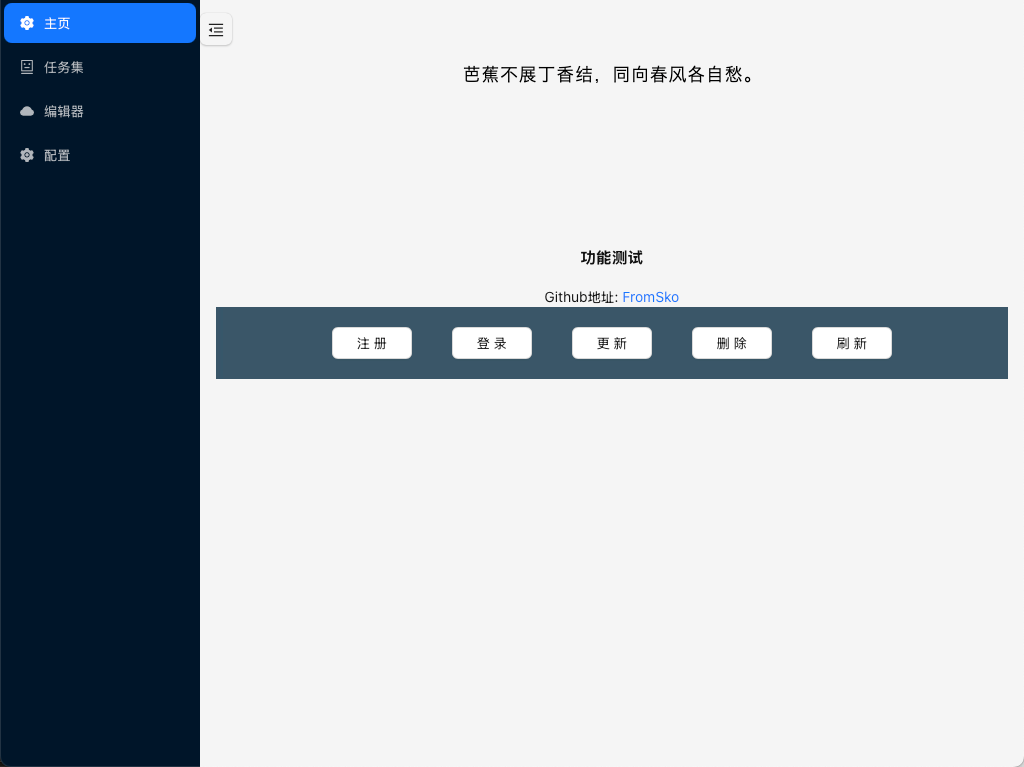 主页
任务集
编辑器
配置
芭蕉不展丁香结，同向春风各自愁。
功能测试
Github地址: FromSko
注 册 登 录 更 新 删 除 刷 新